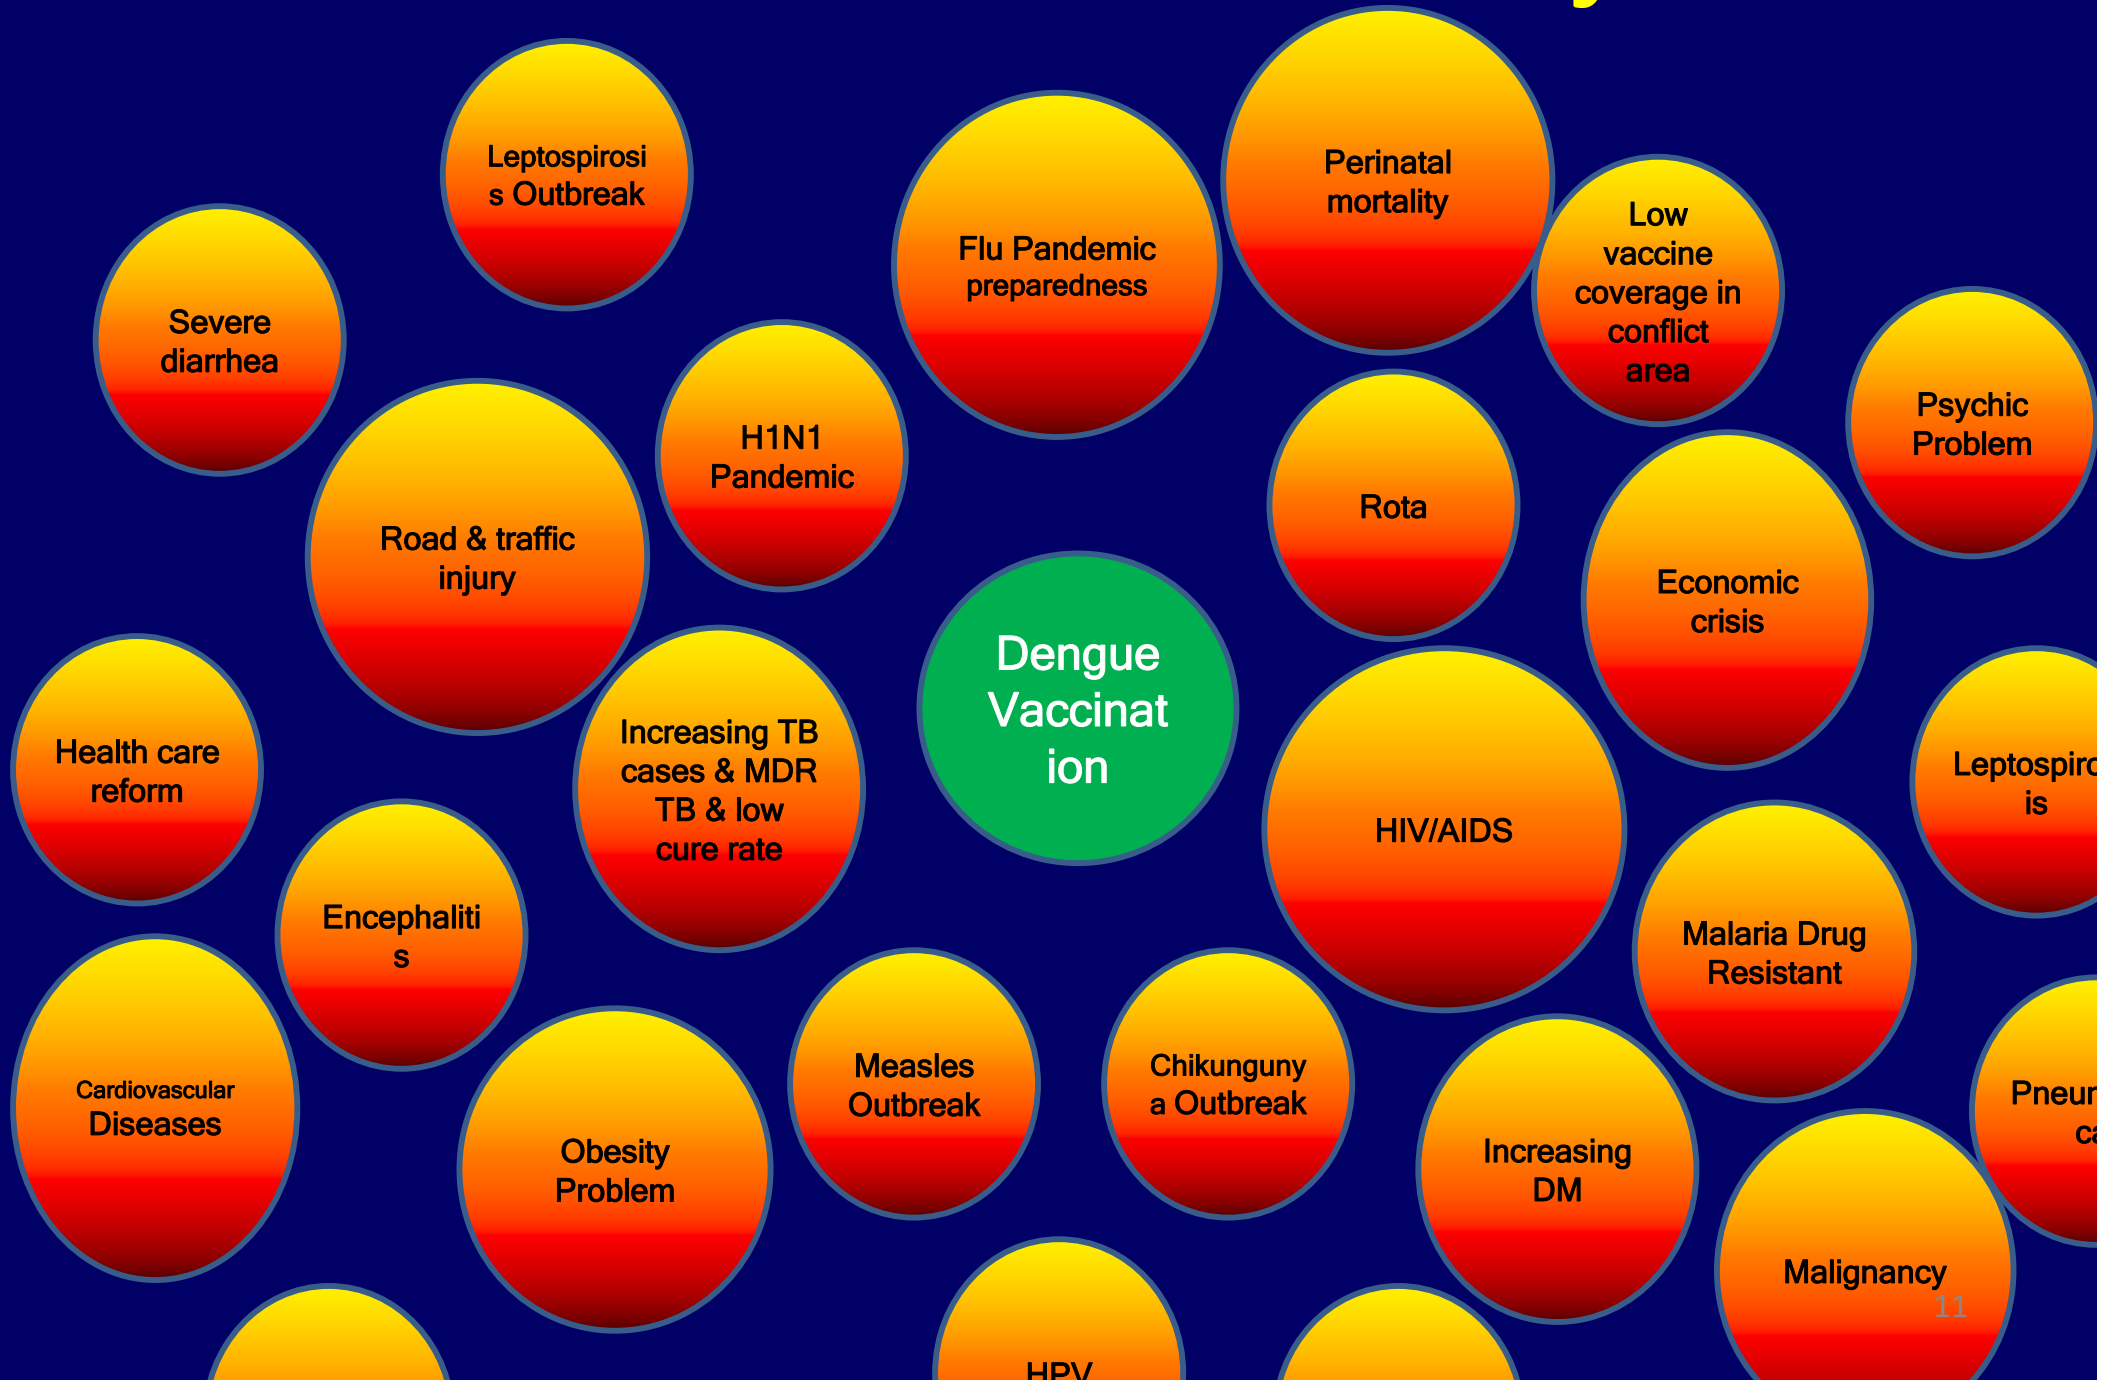 Leptospirosi
s Outbreak
Perinatal
mortality
Flu Pandemic
preparedness
Low
vaccine
coverage in
conflict
area
Severe
diarrhea
H1N1
Pandemic
Psychic
Problem
Rota
Road & traffic
injury
Economic
crisis
Dengue
Vaccinat
ion
Health care
reform
Increasing TB
cases & MDR
TB & low
cure rate
HIV/AIDS
Leptospiro
is
Encephaliti
s
Malaria Drug
Resistant
Cardiovascular
Diseases
Measles
Outbreak
Chikunguny
a Outbreak
Obesity
Problem
Increasing
DM
Malignancy
11
HPV